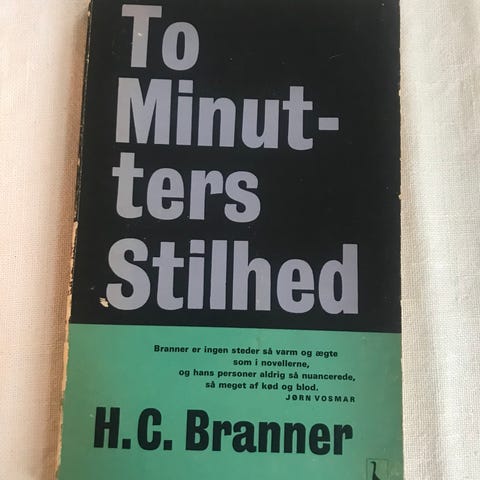 To
Minut-
ters
Stilhed
Branner er ingen steder så varm og ægte
som i novellerne,
og hans personer aldrig så nuancerede,
så meget af kød og blod.
JØRN VOSMAR
H.C. Branner